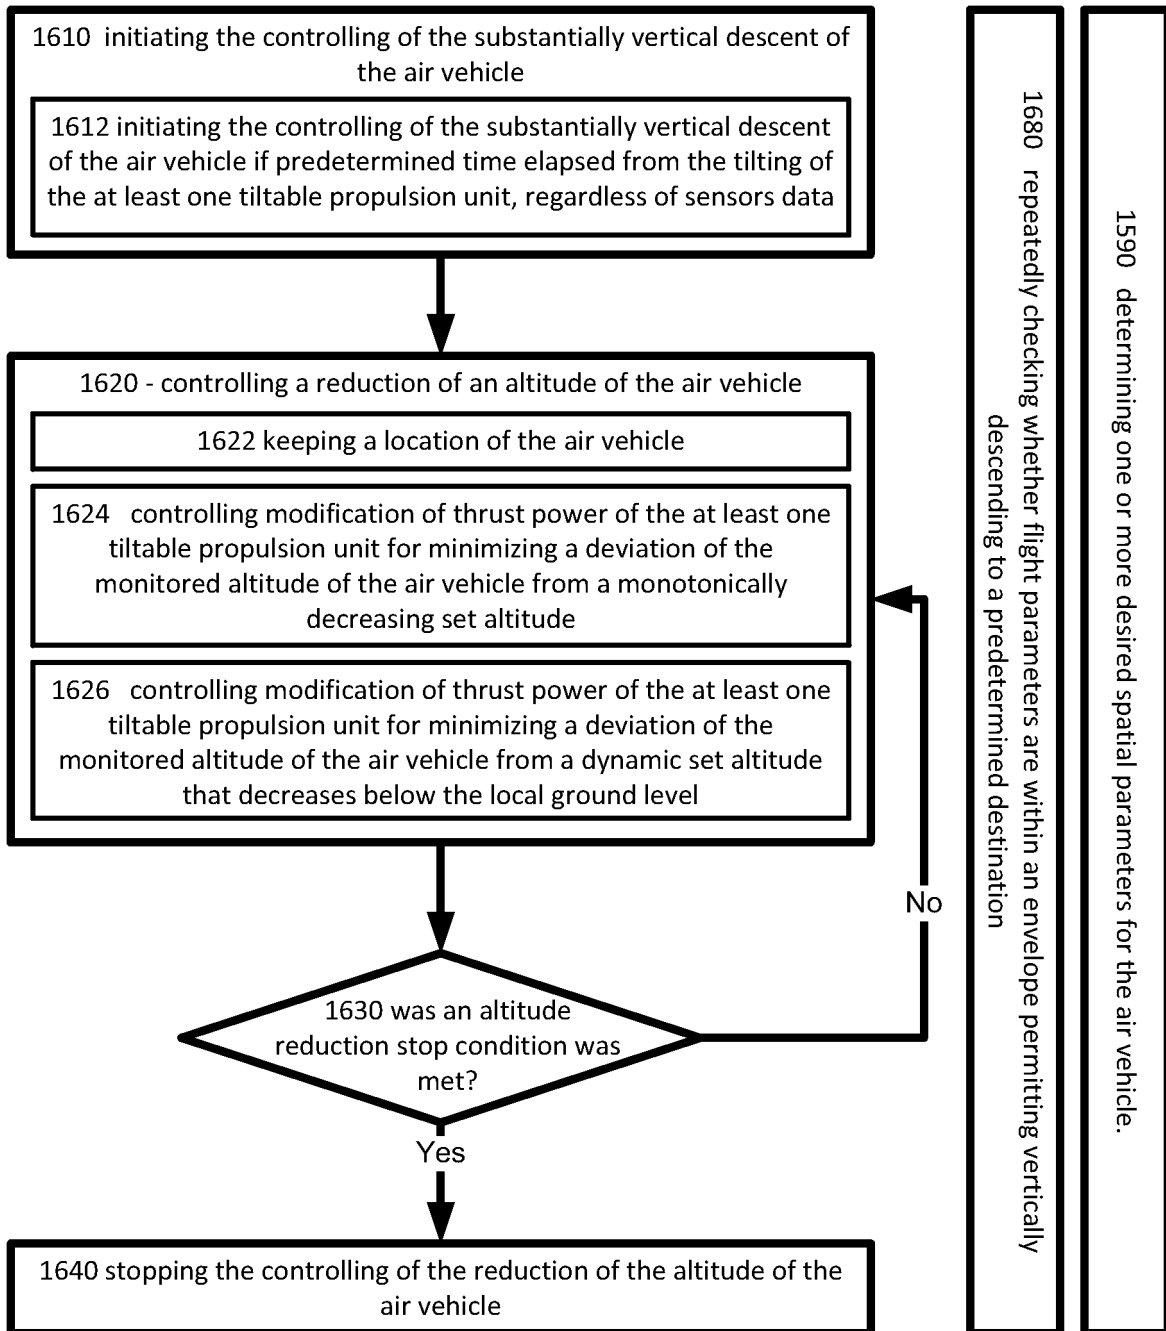 1610 initiating the controlling of the substantially vertical descent of
the air vehicle
1612 initiating the controlling of the substantially vertical descent
of the air vehicle if predetermined time elapsed from the tilting of
the at least one tiltable propulsion unit, regardless of sensors data
1620 - controlling a reduction of an altitude of the air vehicle
1622 keeping a location of the air vehicle
1624 controlling modification of thrust power of the at least one
tiltable propulsion unit for minimizing a deviation of the
monitored altitude of the air vehicle from a monotonically
decreasing set altitude
1626 controlling modification of thrust power of the at least one
tiltable propulsion unit for minimizing a deviation of the
monitored altitude of the air vehicle from a dynamic set altitude
that decreases below the local ground level
No
1630 was an altitude
reduction stop condition was
met?
Yes
1640 stopping the controlling of the reduction of the altitude of the
air vehicle
1680 repeatedly checking whether flight parameters are within an envelope permitting vertically
descending to a predetermined destination
1590 determining one or more desired spatial parameters for the air vehicle.